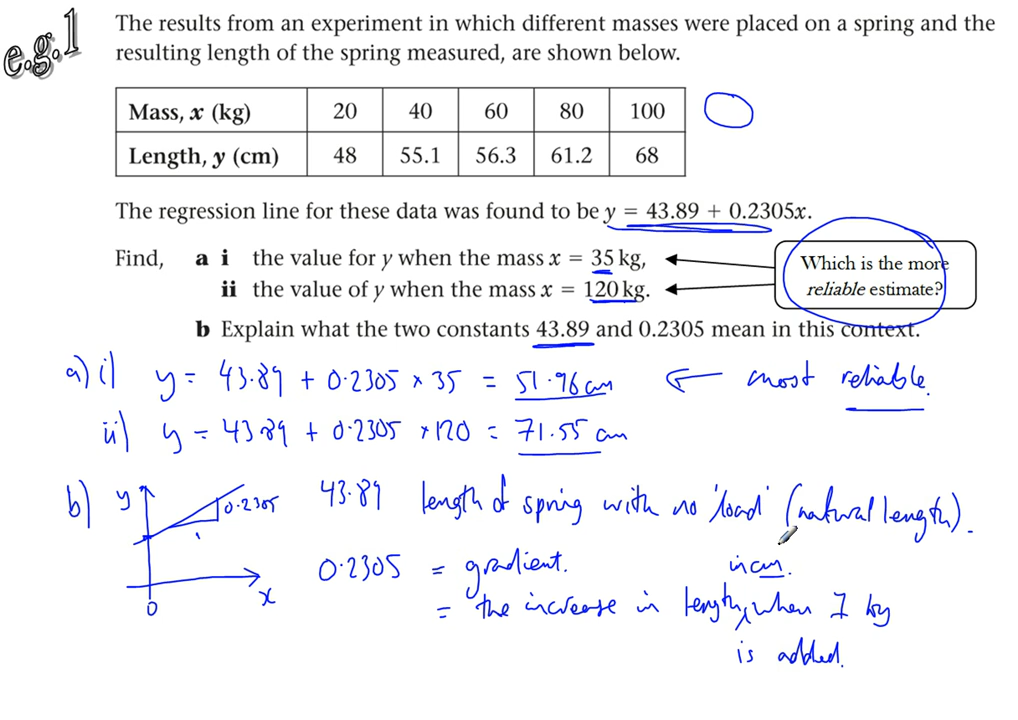 e.g.1
The results from an experiment in which different masses were placed on a spring and the
resulting length of the spring measured, are shown below.
Mass, x (kg) 20 40 60 80 100
Length, y (cm) 48 55.1 56.3 61.2 68
The regression line for these data was found to be y = 43.89 + 0.2305x.
Find, a i the value for y when the mass x = 35 kg,
ii the value of y when the mass x = 120 kg.
Which is the more
reliable estimate?
b Explain what the two constants 43.89 and 0.2305 mean in this context.
a) i) y = 43.89 + 0.2305 × 35 = 51.96 cm ← most reliable.
ii) y = 43.89 + 0.2305 × 120 = 71.55 cm
b) y 0.2305 43.89 length of spring with no 'load' (natural length).
1
0 x
0.2305 = gradient.
in cm.
= the increase in length, when 1 kg
is added.